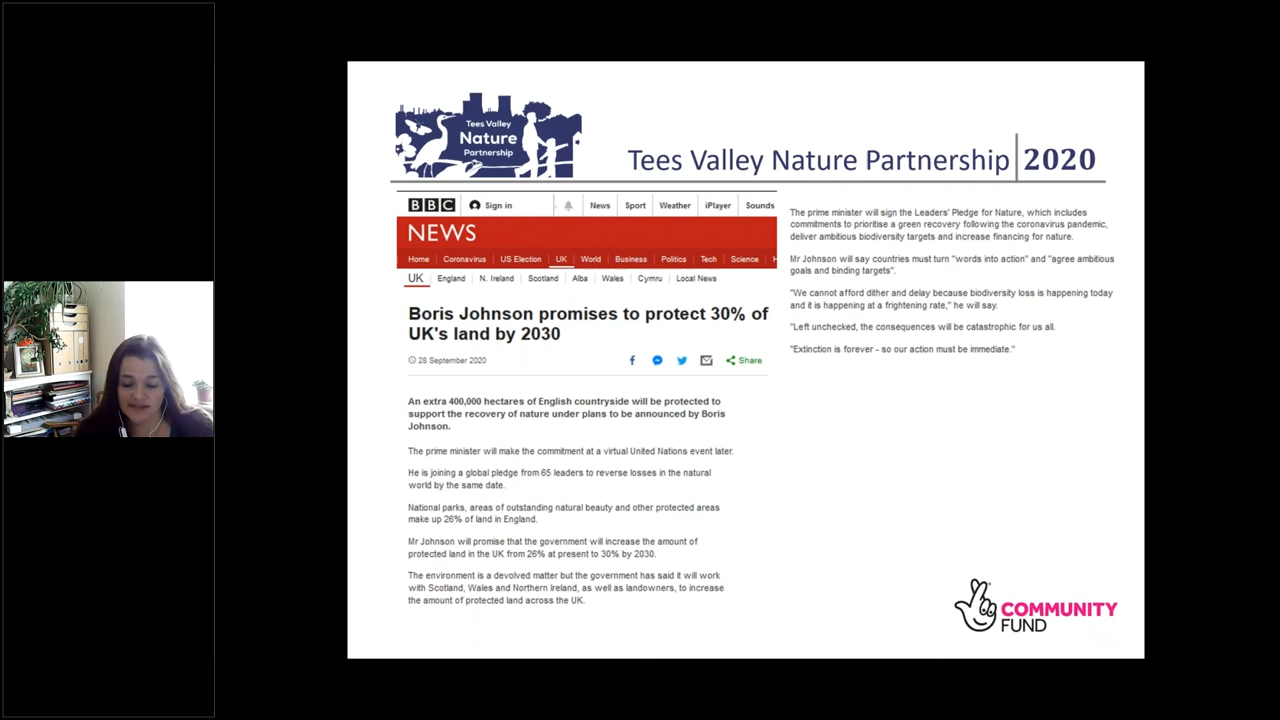 Tees Valley
Nature
Partnership
Tees Valley Nature Partnership 2020
BBC Sign in News Sport Weather iPlayer Sounds
NEWS
Home Coronavirus US Election UK World Business Politics Tech Science
UK England N. Ireland Scotland Alba Wales Cymru Local News
Boris Johnson promises to protect 30% of
UK's land by 2030
28 September 2020 Share
An extra 400,000 hectares of English countryside will be protected to
support the recovery of nature under plans to be announced by Boris
Johnson.
The prime minister will make the commitment at a virtual United Nations event later.
He is joining a global pledge from 65 leaders to reverse losses in the natural
world by the same date.
National parks, areas of outstanding natural beauty and other protected areas
make up 26% of land in England.
Mr Johnson will promise that the government will increase the amount of
protected land in the UK from 26% at present to 30% by 2030.
The environment is a devolved matter but the government has said it will work
with Scotland, Wales and Northern Ireland, as well as landowners, to increase
the amount of protected land across the UK.
The prime minister will sign the Leaders' Pledge for Nature, which includes
commitments to prioritise a green recovery following the coronavirus pandemic,
deliver ambitious biodiversity targets and increase financing for nature.
Mr Johnson will say countries must turn "words into action" and "agree ambitious
goals and binding targets".
"We cannot afford dither and delay because biodiversity loss is happening today
and it is happening at a frightening rate," he will say.
"Left unchecked, the consequences will be catastrophic for us all.
"Extinction is forever - so our action must be immediate."
COMMUNITY
FUND